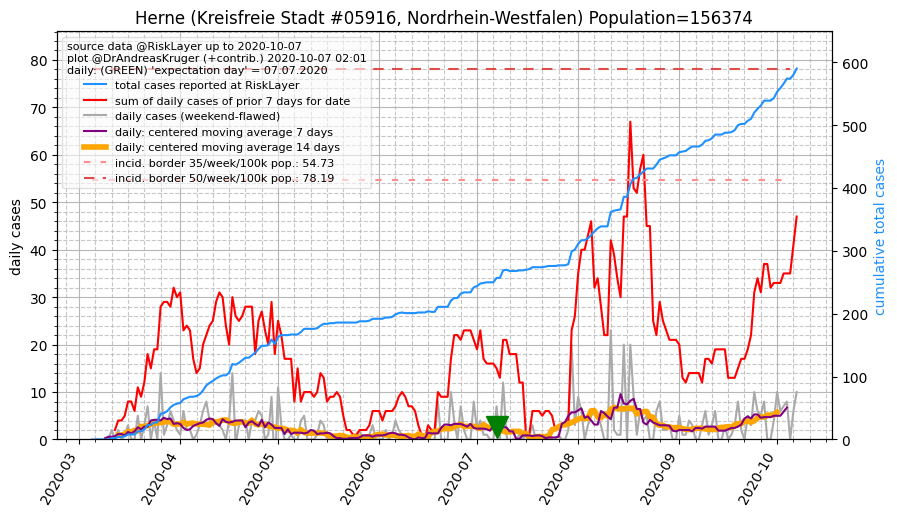 Herne (Kreisfreie Stadt #05916, Nordrhein-Westfalen) Population=156374
source data @RiskLayer up to 2020-10-07
plot @DrAndreasKruger (+contrib.) 2020-10-07 02:01
daily: (GREEN) 'expectation day' = 07.07.2020
total cases reported at RiskLayer
sum of daily cases of prior 7 days for date
daily cases (weekend-flawed)
daily: centered moving average 7 days
daily: centered moving average 14 days
incid. border 35/week/100k pop.: 54.73
incid. border 50/week/100k pop.: 78.19
daily cases
80
70
60
50
40
30
20
10
0
cumulative total cases
600
500
400
300
200
100
0
2020-03
2020-04
2020-05
2020-06
2020-07
2020-08
2020-09
2020-10